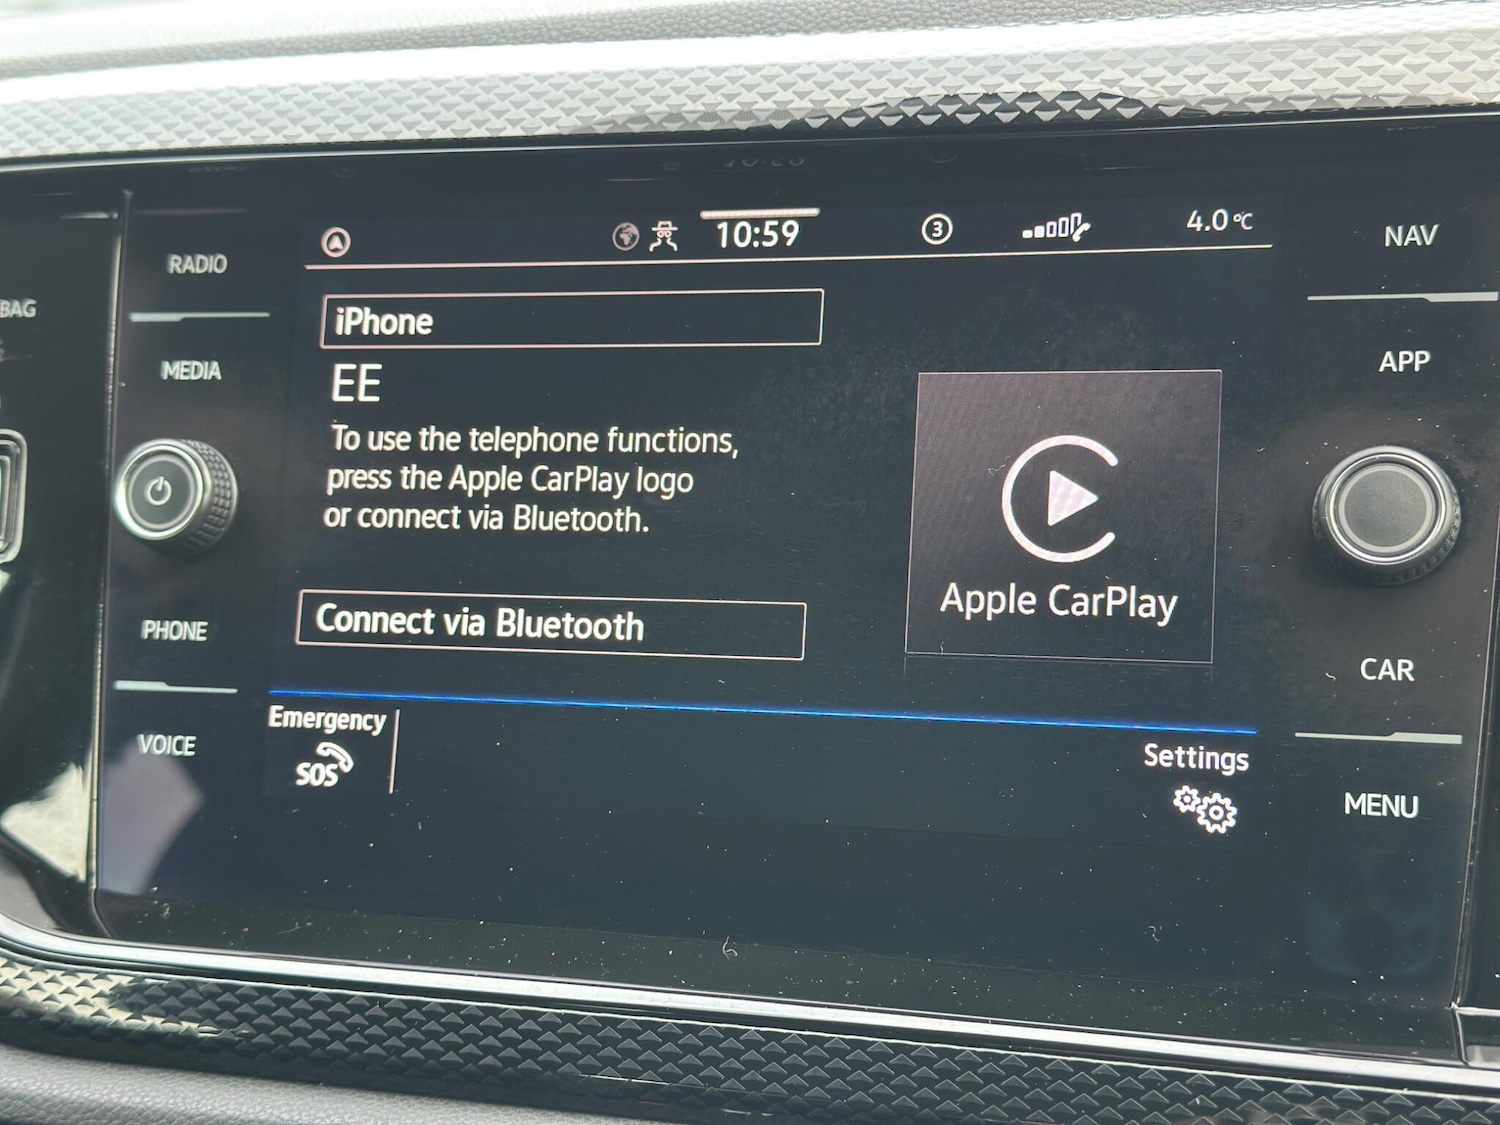 RADIO
MEDIA
PHONE
VOICE
BAG
10:59
3
4.0°C
iPhone
EE
To use the telephone functions,
press the Apple CarPlay logo
or connect via Bluetooth.
Connect via Bluetooth
Apple CarPlay
Emergency
SOS
Settings
NAV
APP
CAR
MENU